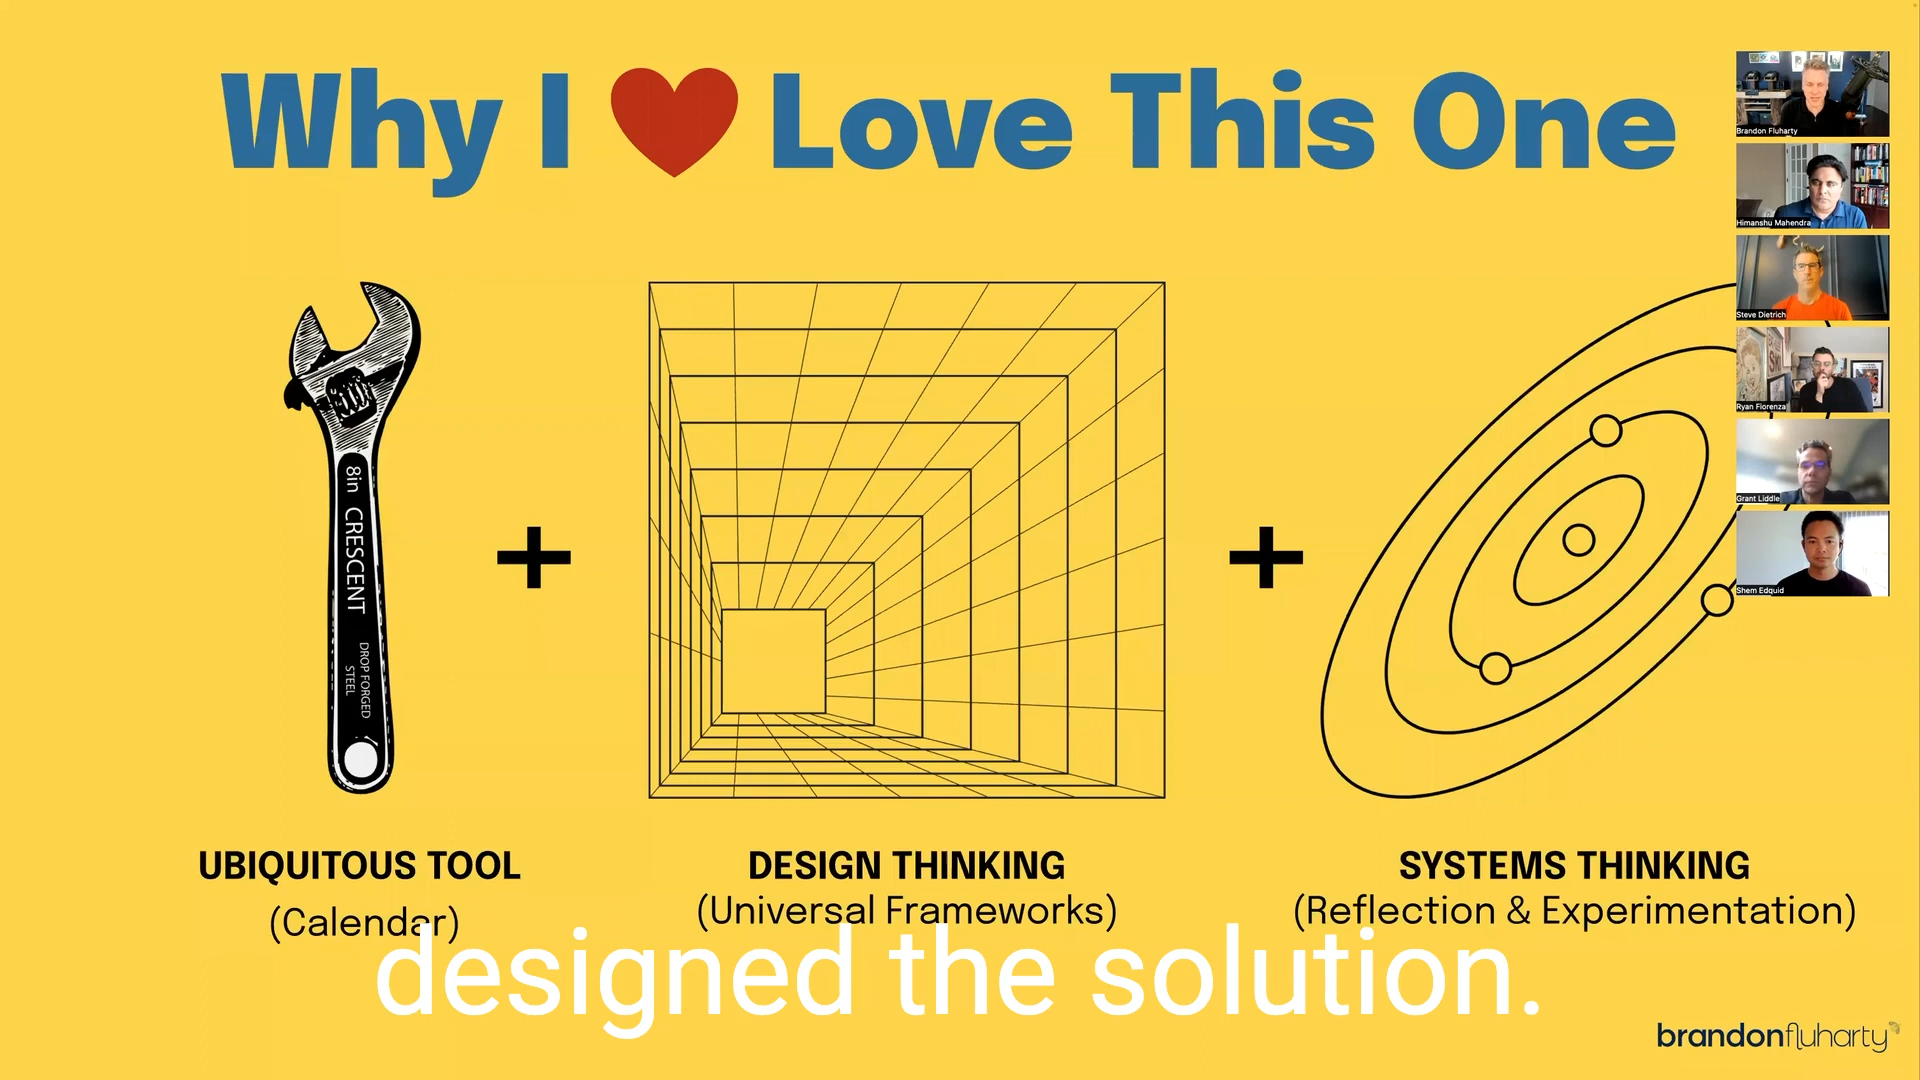 Why I Love This One
Brandon Fluharty
Himanshu Mahendra
Steve Dietrich
Ryan Fiorenza
Grant Liddle
Shem Edquid
8in CRESCENT
DROP FORGED
STEEL
+
+
UBIQUITOUS TOOL
(Calendar)
DESIGN THINKING
(Universal Frameworks)
SYSTEMS THINKING
(Reflection & Experimentation)
designed the solution.
brandonfluharty